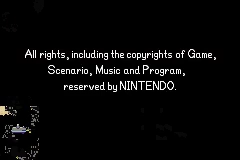 All rights, including the copyrights of Game,
Scenario, Music and Program,
reserved by NINTENDO.